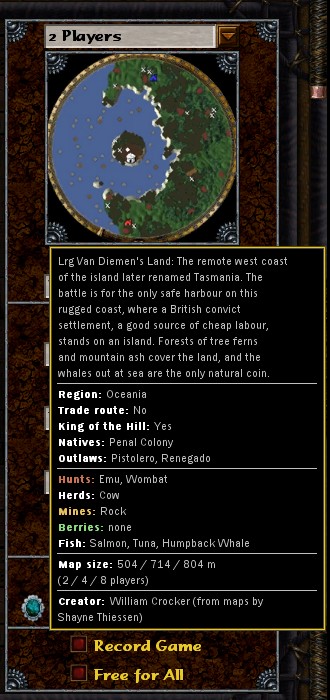 2 Players
Lrg Van Diemen's Land: The remote west coast
of the island later renamed Tasmania. The
battle is for the only safe harbour on this
rugged coast, where a British convict
settlement, a good source of cheap labour,
stands on an island. Forests of tree ferns
and mountain ash cover the land, and the
whales out at sea are the only natural coin.
Region: Oceania
Trade route: No
King of the Hill: Yes
Natives: Penal Colony
Outlaws: Pistolero, Renegado
Hunts: Emu, Wombat
Herds: Cow
Mines: Rock
Berries: none
Fish: Salmon, Tuna, Humpback Whale
Map size: 504 / 714 / 804 m
(2 / 4 / 8 players)
Creator: William Crocker (from maps by
Shayne Thiessen)
Record Game
Free for All